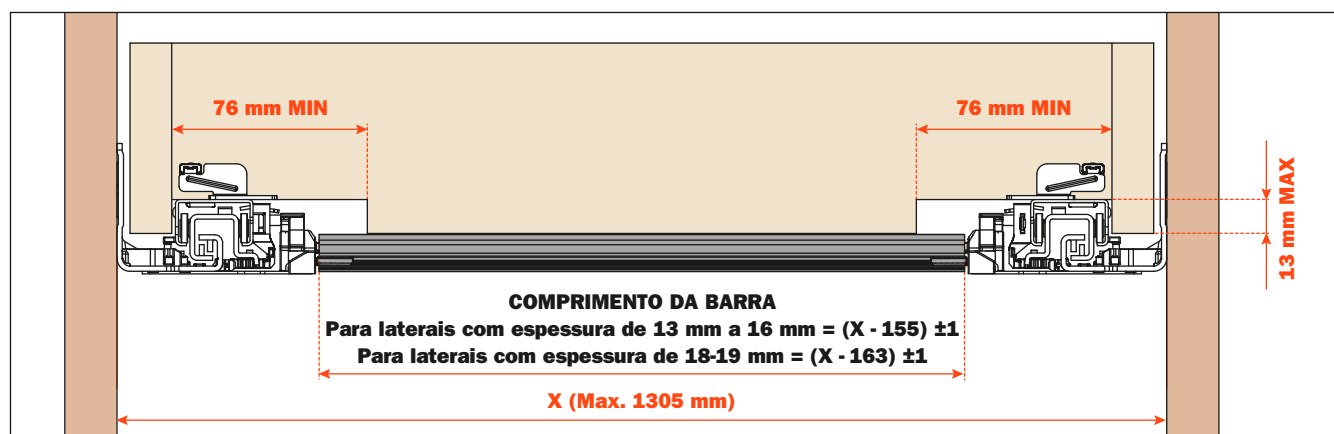 76 mm MIN
76 mm MIN
13 mm MAX
COMPRIMENTO DA BARRA
Para laterais com espessura de 13 mm a 16 mm = (X - 155) ±1
Para laterais com espessura de 18-19 mm = (X - 163) ±1
X (Max. 1305 mm)